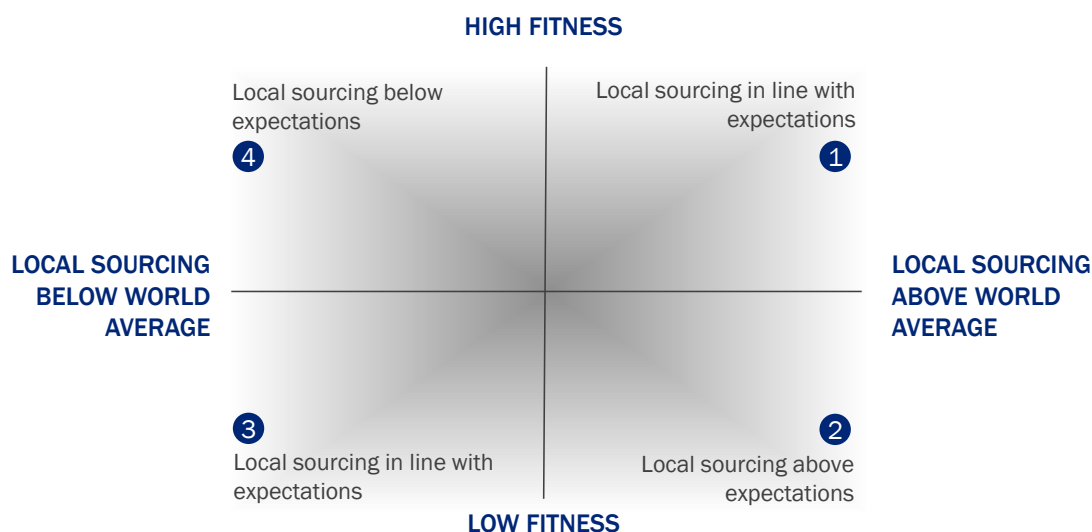 HIGH FITNESS
Local sourcing below
expectations
4
Local sourcing in line with
expectations
1
LOCAL SOURCING
BELOW WORLD
AVERAGE
LOCAL SOURCING
ABOVE WORLD
AVERAGE
3
Local sourcing in line with
expectations
2
Local sourcing above
expectations
LOW FITNESS